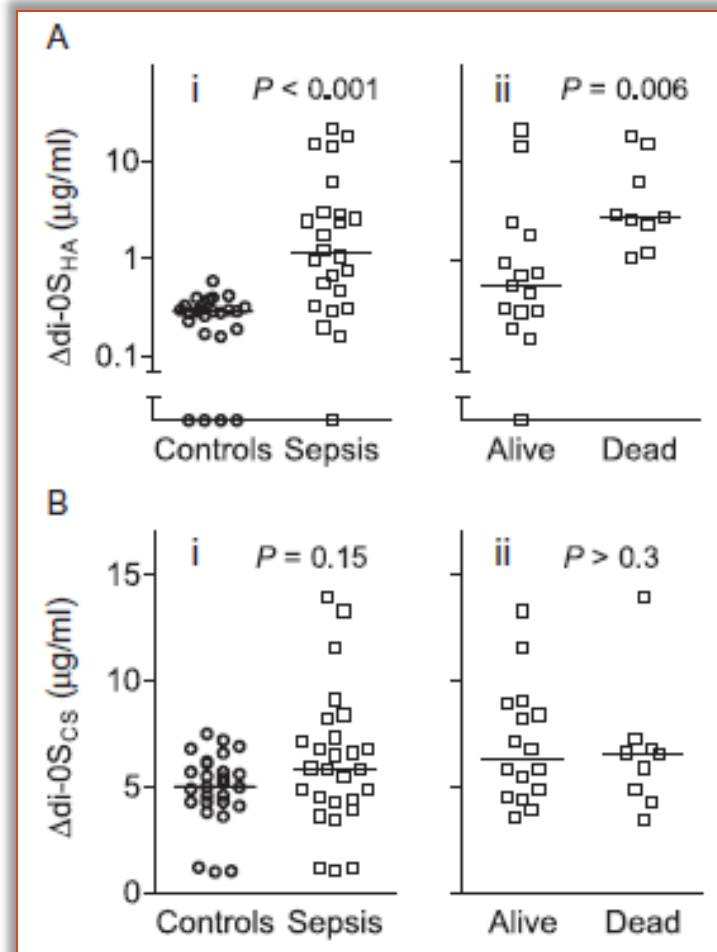 A
i P < 0.001 ii P = 0.006
Δdi-0S_HA (μg/ml)
10
1
0.1
Controls Sepsis Alive Dead
B
i P = 0.15 ii P > 0.3
Δdi-0S_CS (μg/ml)
15
10
5
0
Controls Sepsis Alive Dead